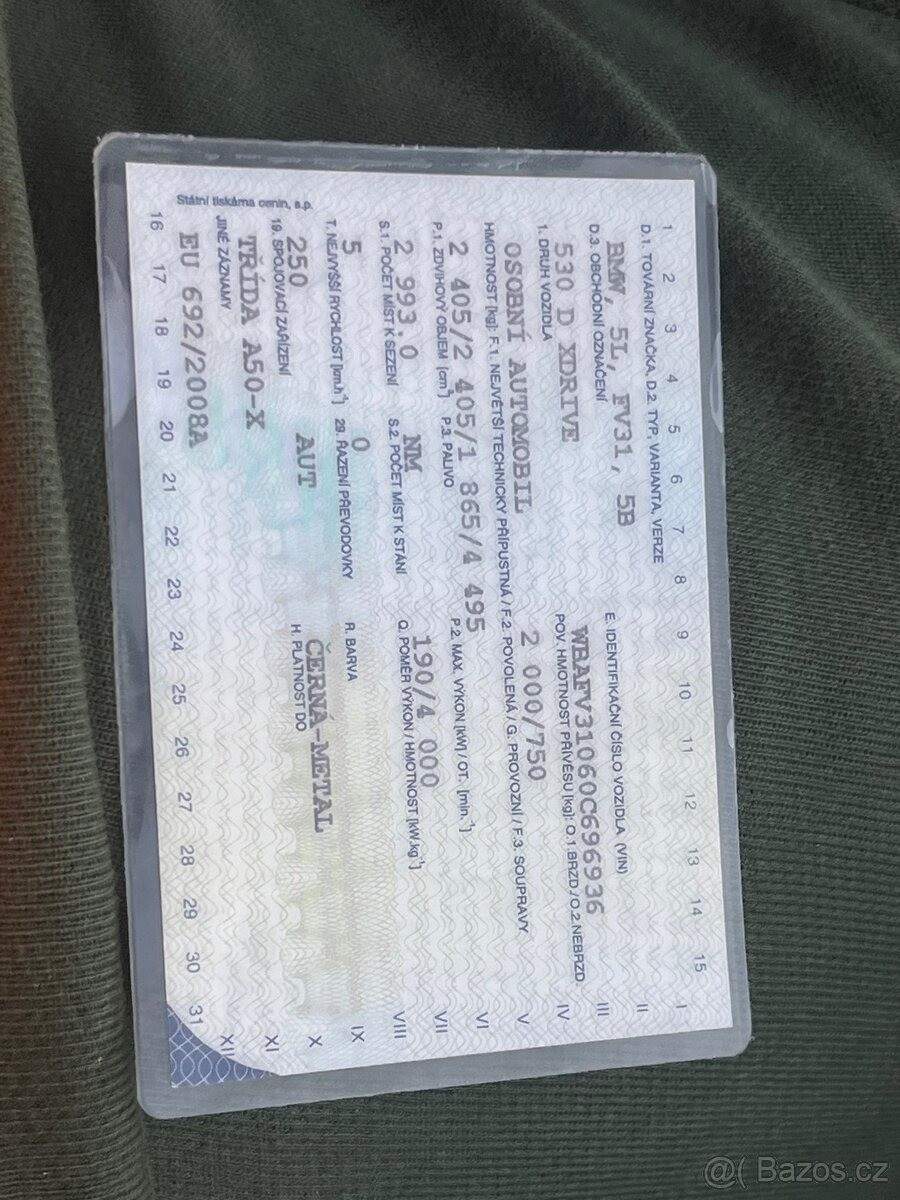 1 2 3 4 5 6 7 8 9 10 11 12 13 14 15
I II III IV V VI VII VIII IX X XI XII
D.1. TOVÁRNÍ ZNAČKA, D.2. TYP, VARIANTA, VERZE
BMW, 5L, FV31, 5B
D.3. OBCHODNÍ OZNAČENÍ
530 D XDRIVE
E. IDENTIFIKAČNÍ ČÍSLO VOZIDLA (VIN)
WBAFV31060C696936
1. DRUH VOZIDLA
OSOBNÍ AUTOMOBIL
POV. HMOTNOST PŘÍVĚSU [kg]: O.1.BRZD./O.2.NEBRZD
2 000/750
HMOTNOST [kg]: F.1. NEJVĚTŠÍ TECHNICKY PŘÍPUSTNÁ / F.2. POVOLENÁ / G. PROVOZNÍ / F.3. SOUPRAVY
2 405/2 405/1 865/4 495
P.1. ZDVIHOVÝ OBJEM [cm³] P.3. PALIVO P.2. MAX. VÝKON [kW] / OT. [min.⁻¹]
2 993.0 NM 190/4 000
S.1. POČET MÍST K SEZENÍ S.2. POČET MÍST K STÁNÍ Q. POMĚR VÝKON / HMOTNOST [kW.kg⁻¹]
5 0
T. NEJVYŠŠÍ RYCHLOST [km.h⁻¹] 29. ŘAZENÍ PŘEVODOVKY R. BARVA
250 AUT ČERNÁ-METAL
19. SPOJOVACÍ ZAŘÍZENÍ H. PLATNOST DO
TŘÍDA A50-X
JINÉ ZÁZNAMY
EU 692/2008A
16 17 18 19 20 21 22 23 24 25 26 27 28 29 30 31
Státní tiskárna cenin, s.p.
@( Bazos.cz